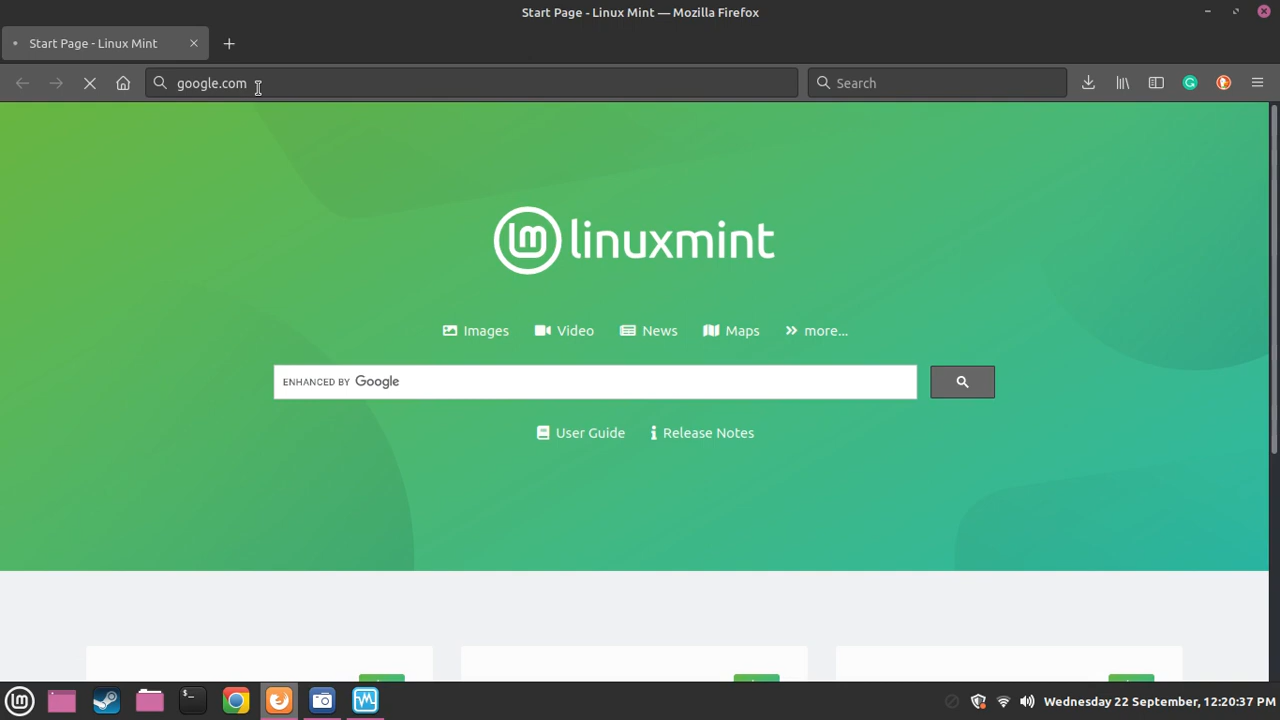 Start Page - Linux Mint — Mozilla Firefox
Start Page - Linux Mint
google.com
Search
lm linuxmint
Images Video News Maps more...
ENHANCED BY Google
User Guide Release Notes
Wednesday 22 September, 12:20:37 PM